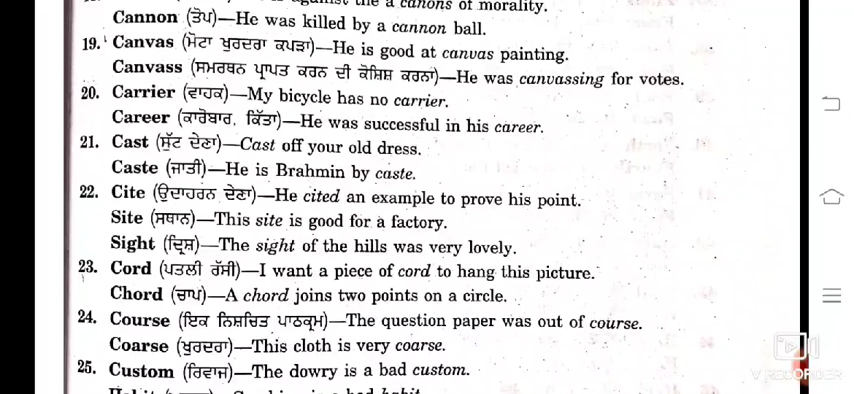 the a canons of morality.
Cannon (ਤੋਪ)—He was killed by a cannon ball.
19. Canvas (ਮੋਟਾ ਖੁਰਦਰਾ ਕਪੜਾ)—He is good at canvas painting.
Canvass (ਸਮਰਥਨ ਪ੍ਰਾਪਤ ਕਰਨ ਦੀ ਕੋਸ਼ਿਸ਼ ਕਰਨਾ)—He was canvassing for votes.
20. Carrier (ਵਾਹਕ)—My bicycle has no carrier.
Career (ਕਾਰੋਬਾਰ, ਕਿੱਤਾ)—He was successful in his career.
21. Cast (ਸੁੱਟ ਦੇਣਾ)—Cast off your old dress.
Caste (ਜਾਤੀ)—He is Brahmin by caste.
22. Cite (ਉਦਾਹਰਨ ਦੇਣਾ)—He cited an example to prove his point.
Site (ਸਥਾਨ)—This site is good for a factory.
Sight (ਦ੍ਰਿਸ਼)—The sight of the hills was very lovely.
23. Cord (ਪਤਲੀ ਰੱਸੀ)—I want a piece of cord to hang this picture.
Chord (ਚਾਪ)—A chord joins two points on a circle.
24. Course (ਇਕ ਨਿਸ਼ਚਿਤ ਪਾਠਕ੍ਰਮ)—The question paper was out of course.
Coarse (ਖੁਰਦਰਾ)—This cloth is very coarse.
25. Custom (ਰਿਵਾਜ)—The dowry is a bad custom.
V RECORDER